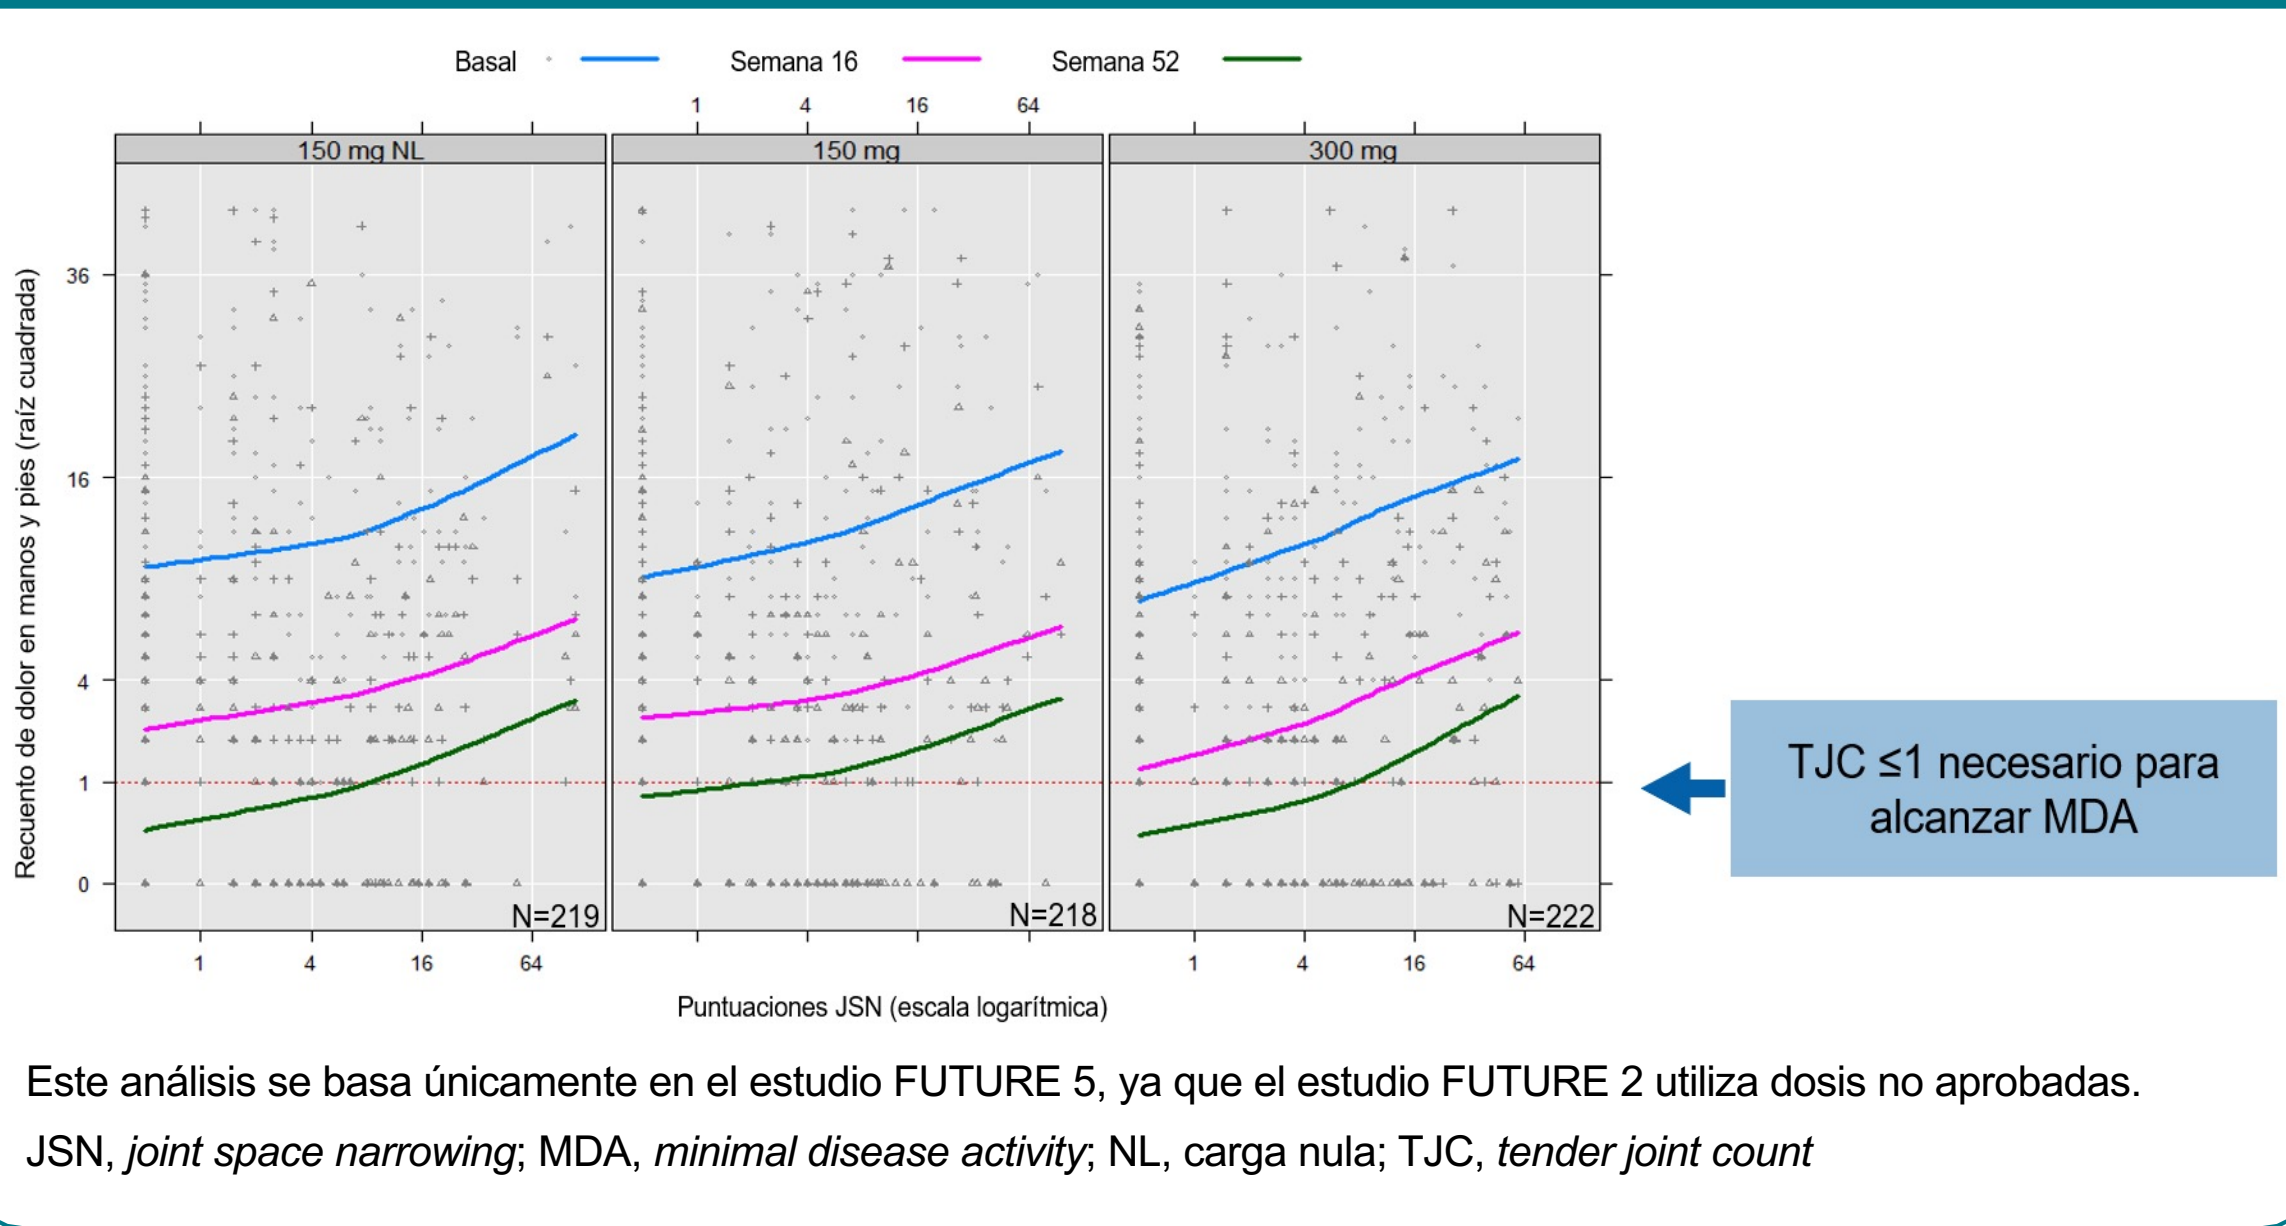 Basal
Semana 16
Semana 52
1 4 16 64
150 mg NL
150 mg
300 mg
Recuento de dolor en manos y pies (raíz cuadrada)
36
16
4
1
0
N=219
N=218
N=222
1 4 16 64
1 4 16 64
Puntuaciones JSN (escala logarítmica)
TJC ≤1 necesario para
alcanzar MDA
Este análisis se basa únicamente en el estudio FUTURE 5, ya que el estudio FUTURE 2 utiliza dosis no aprobadas.
JSN, joint space narrowing; MDA, minimal disease activity; NL, carga nula; TJC, tender joint count